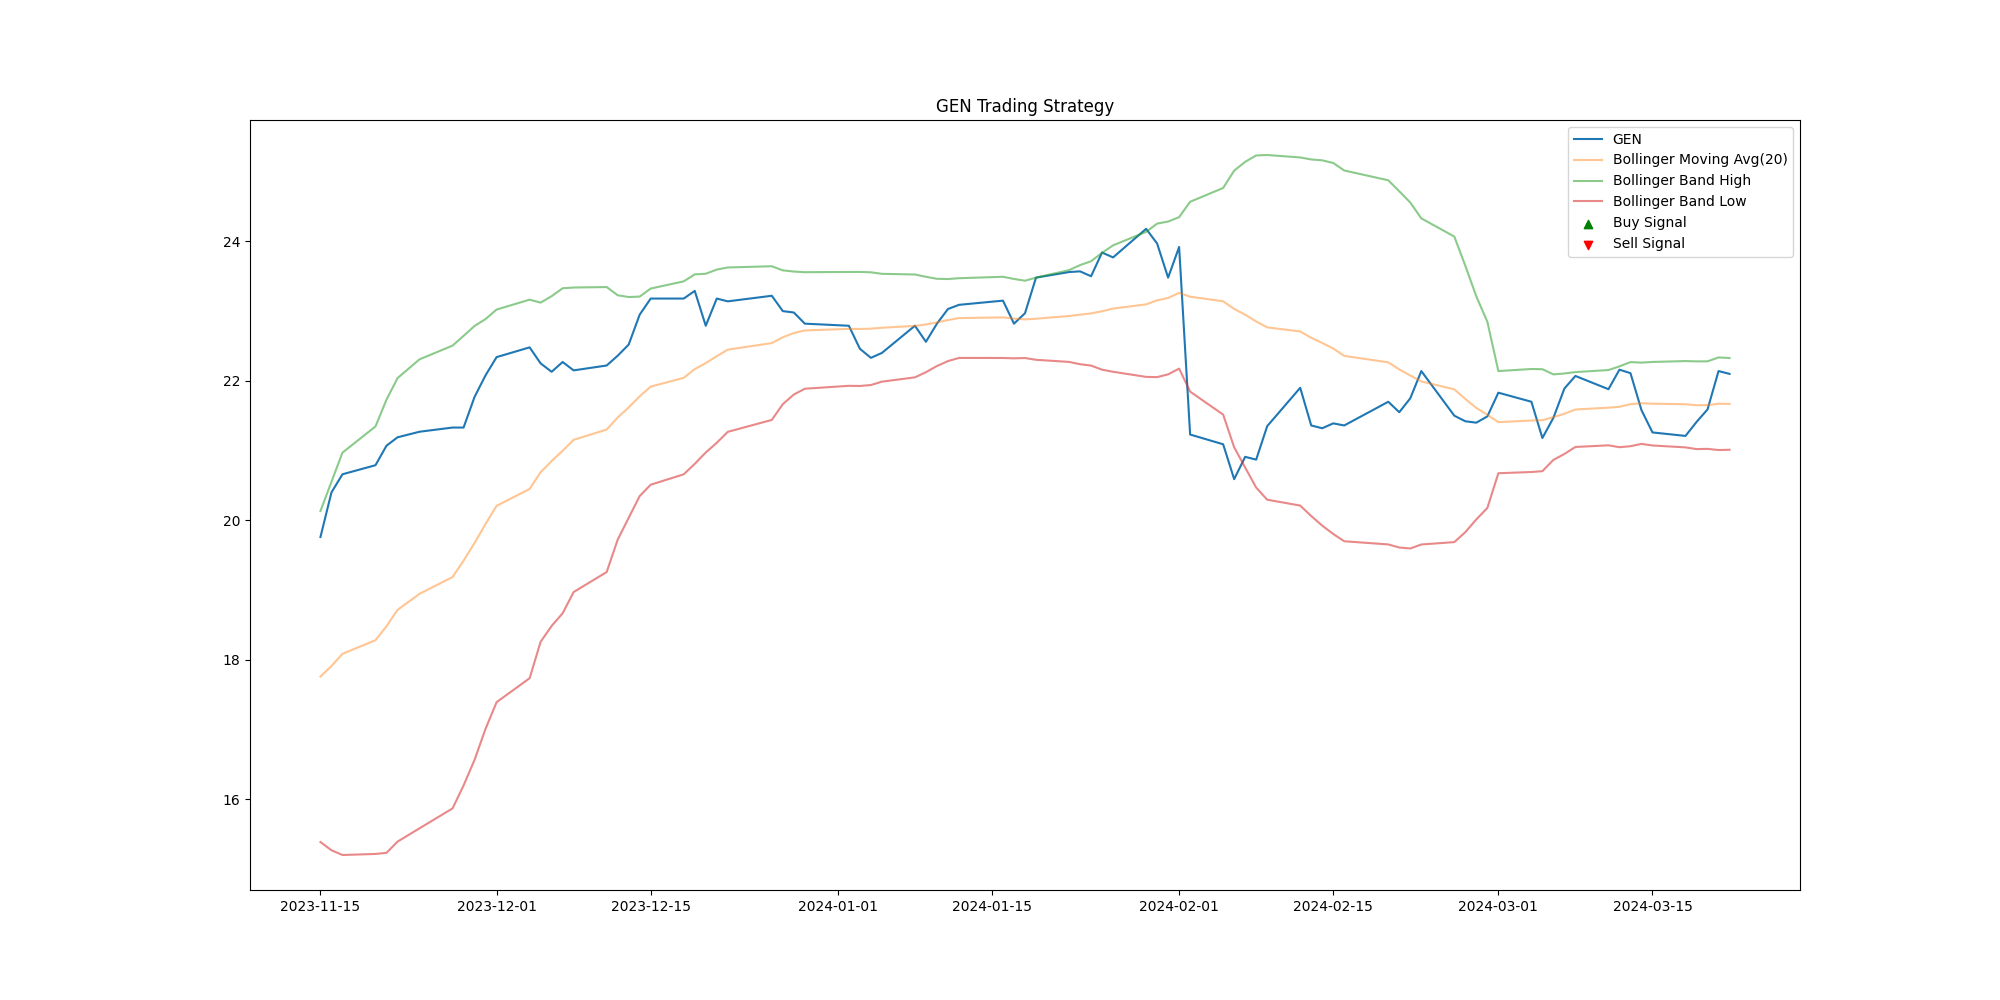 GEN Trading Strategy
GEN
Bollinger Moving Avg(20)
Bollinger Band High
Bollinger Band Low
Buy Signal
Sell Signal
24
22
20
18
16
2023-11-15
2023-12-01
2023-12-15
2024-01-01
2024-01-15
2024-02-01
2024-02-15
2024-03-01
2024-03-15